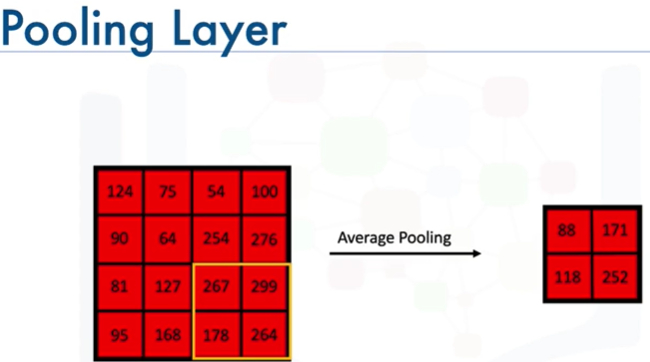 Pooling Layer
124 75 54 100
90 64 254 276
81 127 267 299
95 168 178 264
Average Pooling
88 171
118 252